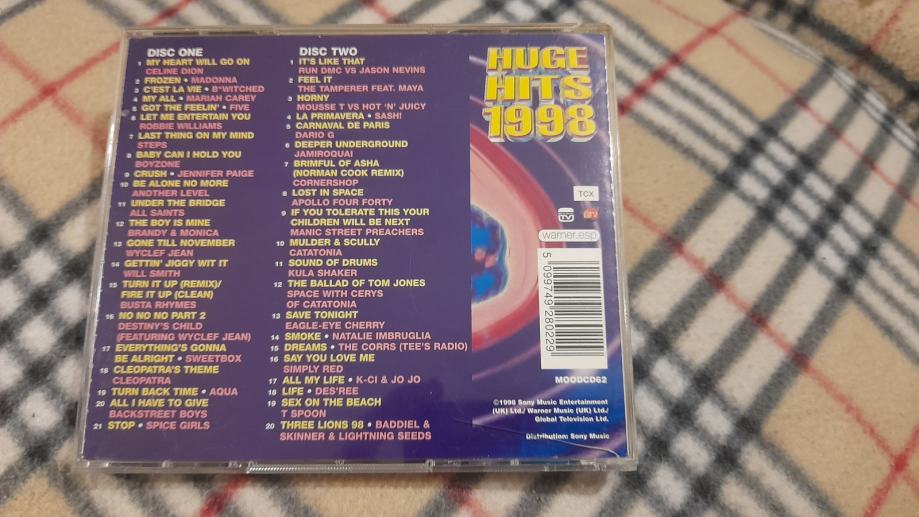 DISC ONE
1 MY HEART WILL GO ON
CELINE DION
2 FROZEN • MADONNA
3 C'EST LA VIE • B*WITCHED
4 MY ALL • MARIAH CAREY
5 GOT THE FEELIN' • FIVE
6 LET ME ENTERTAIN YOU
ROBBIE WILLIAMS
7 LAST THING ON MY MIND
STEPS
8 BABY CAN I HOLD YOU
BOYZONE
9 CRUSH • JENNIFER PAIGE
10 BE ALONE NO MORE
ANOTHER LEVEL
11 UNDER THE BRIDGE
ALL SAINTS
12 THE BOY IS MINE
BRANDY & MONICA
13 GONE TILL NOVEMBER
WYCLEF JEAN
14 GETTIN' JIGGY WIT IT
WILL SMITH
15 TURN IT UP (REMIX)/
FIRE IT UP (CLEAN)
BUSTA RHYMES
16 NO NO NO PART 2
DESTINY'S CHILD
(FEATURING WYCLEF JEAN)
17 EVERYTHING'S GONNA
BE ALRIGHT • SWEETBOX
18 CLEOPATRA'S THEME
CLEOPATRA
19 TURN BACK TIME • AQUA
20 ALL I HAVE TO GIVE
BACKSTREET BOYS
21 STOP • SPICE GIRLS
DISC TWO
1 IT'S LIKE THAT
RUN DMC VS JASON NEVINS
2 FEEL IT
THE TAMPERER FEAT. MAYA
3 HORNY
MOUSSE T VS HOT 'N' JUICY
4 LA PRIMAVERA • SASH!
5 CARNAVAL DE PARIS
DARIO G
6 DEEPER UNDERGROUND
JAMIROQUAI
7 BRIMFUL OF ASHA
(NORMAN COOK REMIX)
CORNERSHOP
8 LOST IN SPACE
APOLLO FOUR FORTY
9 IF YOU TOLERATE THIS YOUR
CHILDREN WILL BE NEXT
MANIC STREET PREACHERS
10 MULDER & SCULLY
CATATONIA
11 SOUND OF DRUMS
KULA SHAKER
12 THE BALLAD OF TOM JONES
SPACE WITH CERYS
OF CATATONIA
13 SAVE TONIGHT
EAGLE-EYE CHERRY
14 SMOKE • NATALIE IMBRUGLIA
15 DREAMS • THE CORRS (TEE'S RADIO)
16 SAY YOU LOVE ME
SIMPLY RED
17 ALL MY LIFE • K-CI & JO JO
18 LIFE • DES'REE
19 SEX ON THE BEACH
T SPOON
20 THREE LIONS 98 • BADDIEL &
SKINNER & LIGHTNING SEEDS
HUGE
HITS
1998
TCX
TV
warner.esp
5 099749 280229
MOODCD62
©1998 Sony Music Entertainment
(UK) Ltd./ Warner Music (UK) Ltd./
Global Television Ltd.
Distribution: Sony Music